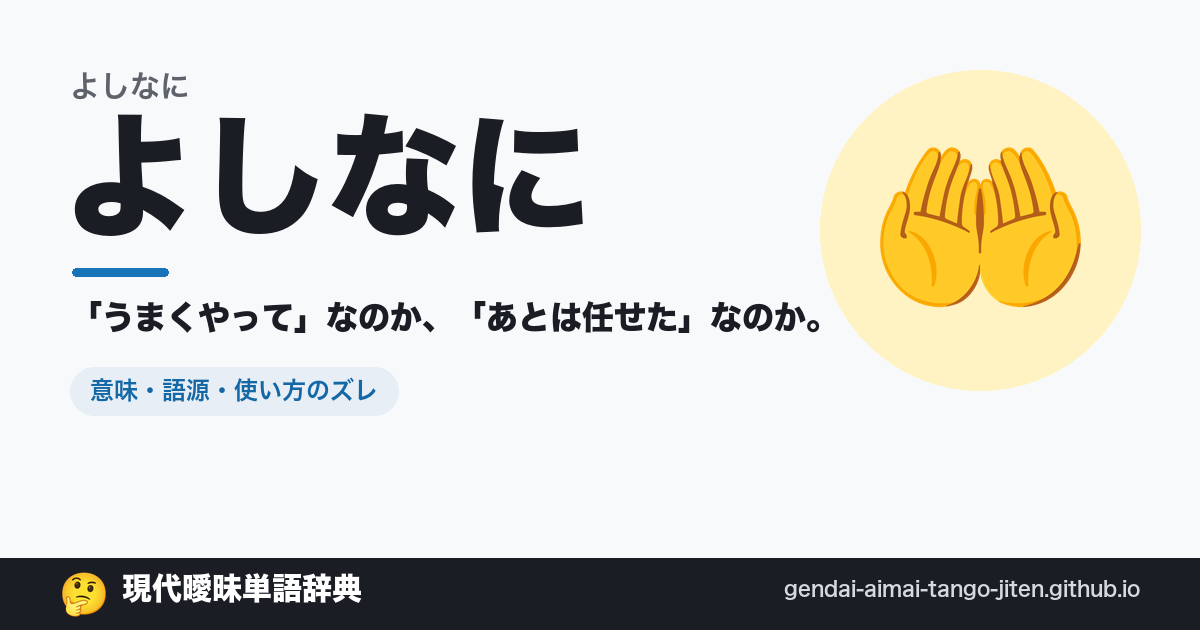 よしなに
よしなに
「うまくやって」なのか、「あとは任せた」なのか。
意味・語源・使い方のズレ
現代曖昧単語辞典
gendai-aimai-tango-jiten.github.io